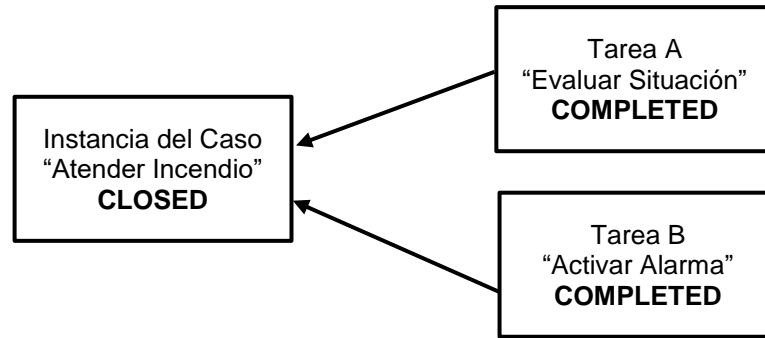 Instancia del Caso
“Atender Incendio”
CLOSED
Tarea A
“Evaluar Situación”
COMPLETED
Tarea B
“Activar Alarma”
COMPLETED